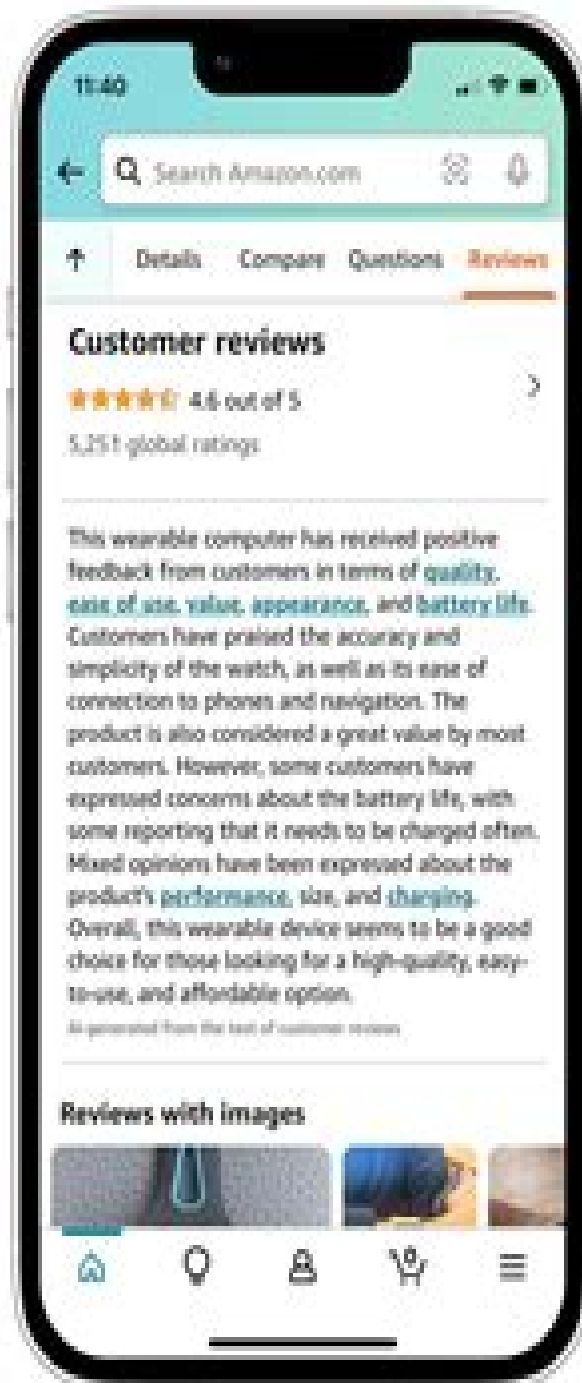 11:40
Search Amazon.com
Details Compare Questions Reviews
Customer reviews
4.6 out of 5
5,251 global ratings
This wearable computer has received positive
feedback from customers in terms of quality,
ease of use, value, appearance, and battery life.
Customers have praised the accuracy and
simplicity of the watch, as well as its ease of
connection to phones and navigation. The
product is also considered a great value by most
customers. However, some customers have
expressed concerns about the battery life, with
some reporting that it needs to be charged often.
Mixed opinions have been expressed about the
product's performance, size, and charging.
Overall, this wearable device seems to be a good
choice for those looking for a high-quality, easy-
to-use, and affordable option.
AI-generated from the text of customer reviews
Reviews with images
0